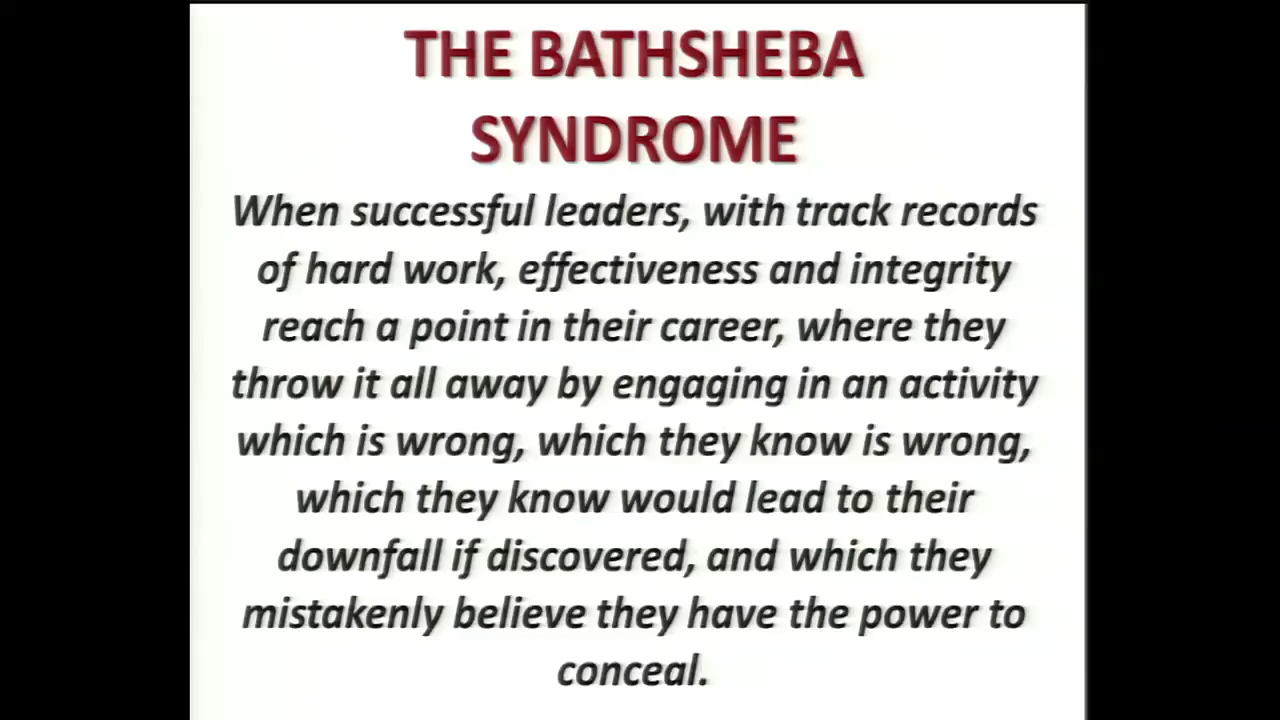 THE BATHSHEBA
SYNDROME
When successful leaders, with track records
of hard work, effectiveness and integrity
reach a point in their career, where they
throw it all away by engaging in an activity
which is wrong, which they know is wrong,
which they know would lead to their
downfall if discovered, and which they
mistakenly believe they have the power to
conceal.